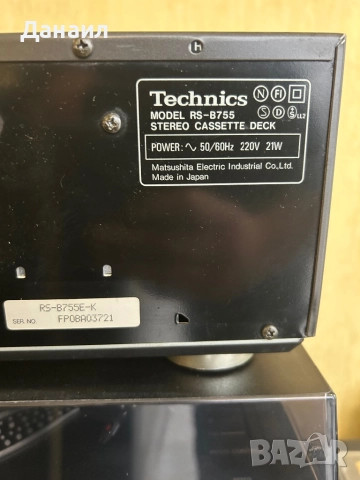 Данаил
h
Technics N FI
MODEL RS-B755 S D S
STEREO CASSETTE DECK
POWER: ∿ 50/60Hz 220V 21W
Matsushita Electric Industrial Co., Ltd.
Made in Japan
RS-B755E-K
SER.NO. FP0BA03721
BAZAR